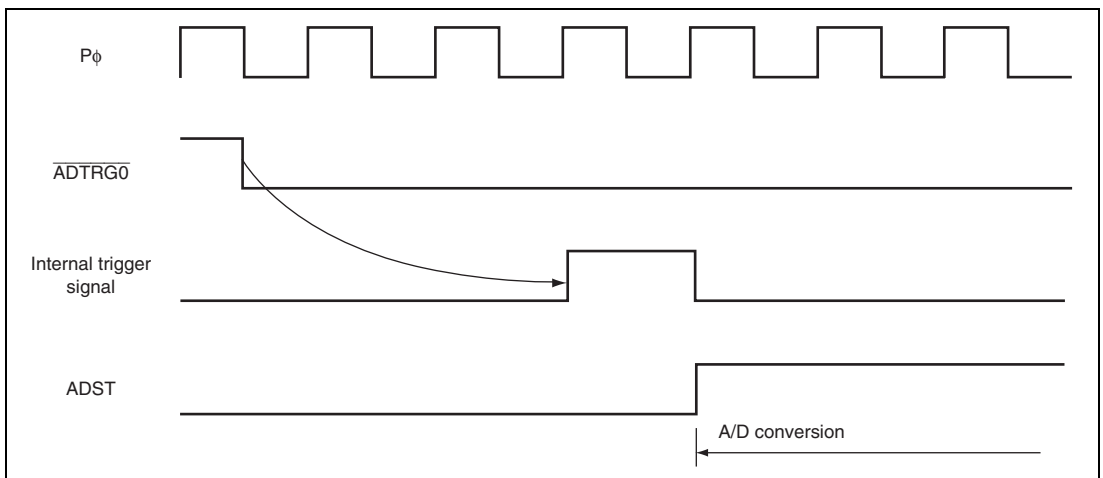 Pϕ
ADTRG0
Internal trigger
signal
ADST
A/D conversion